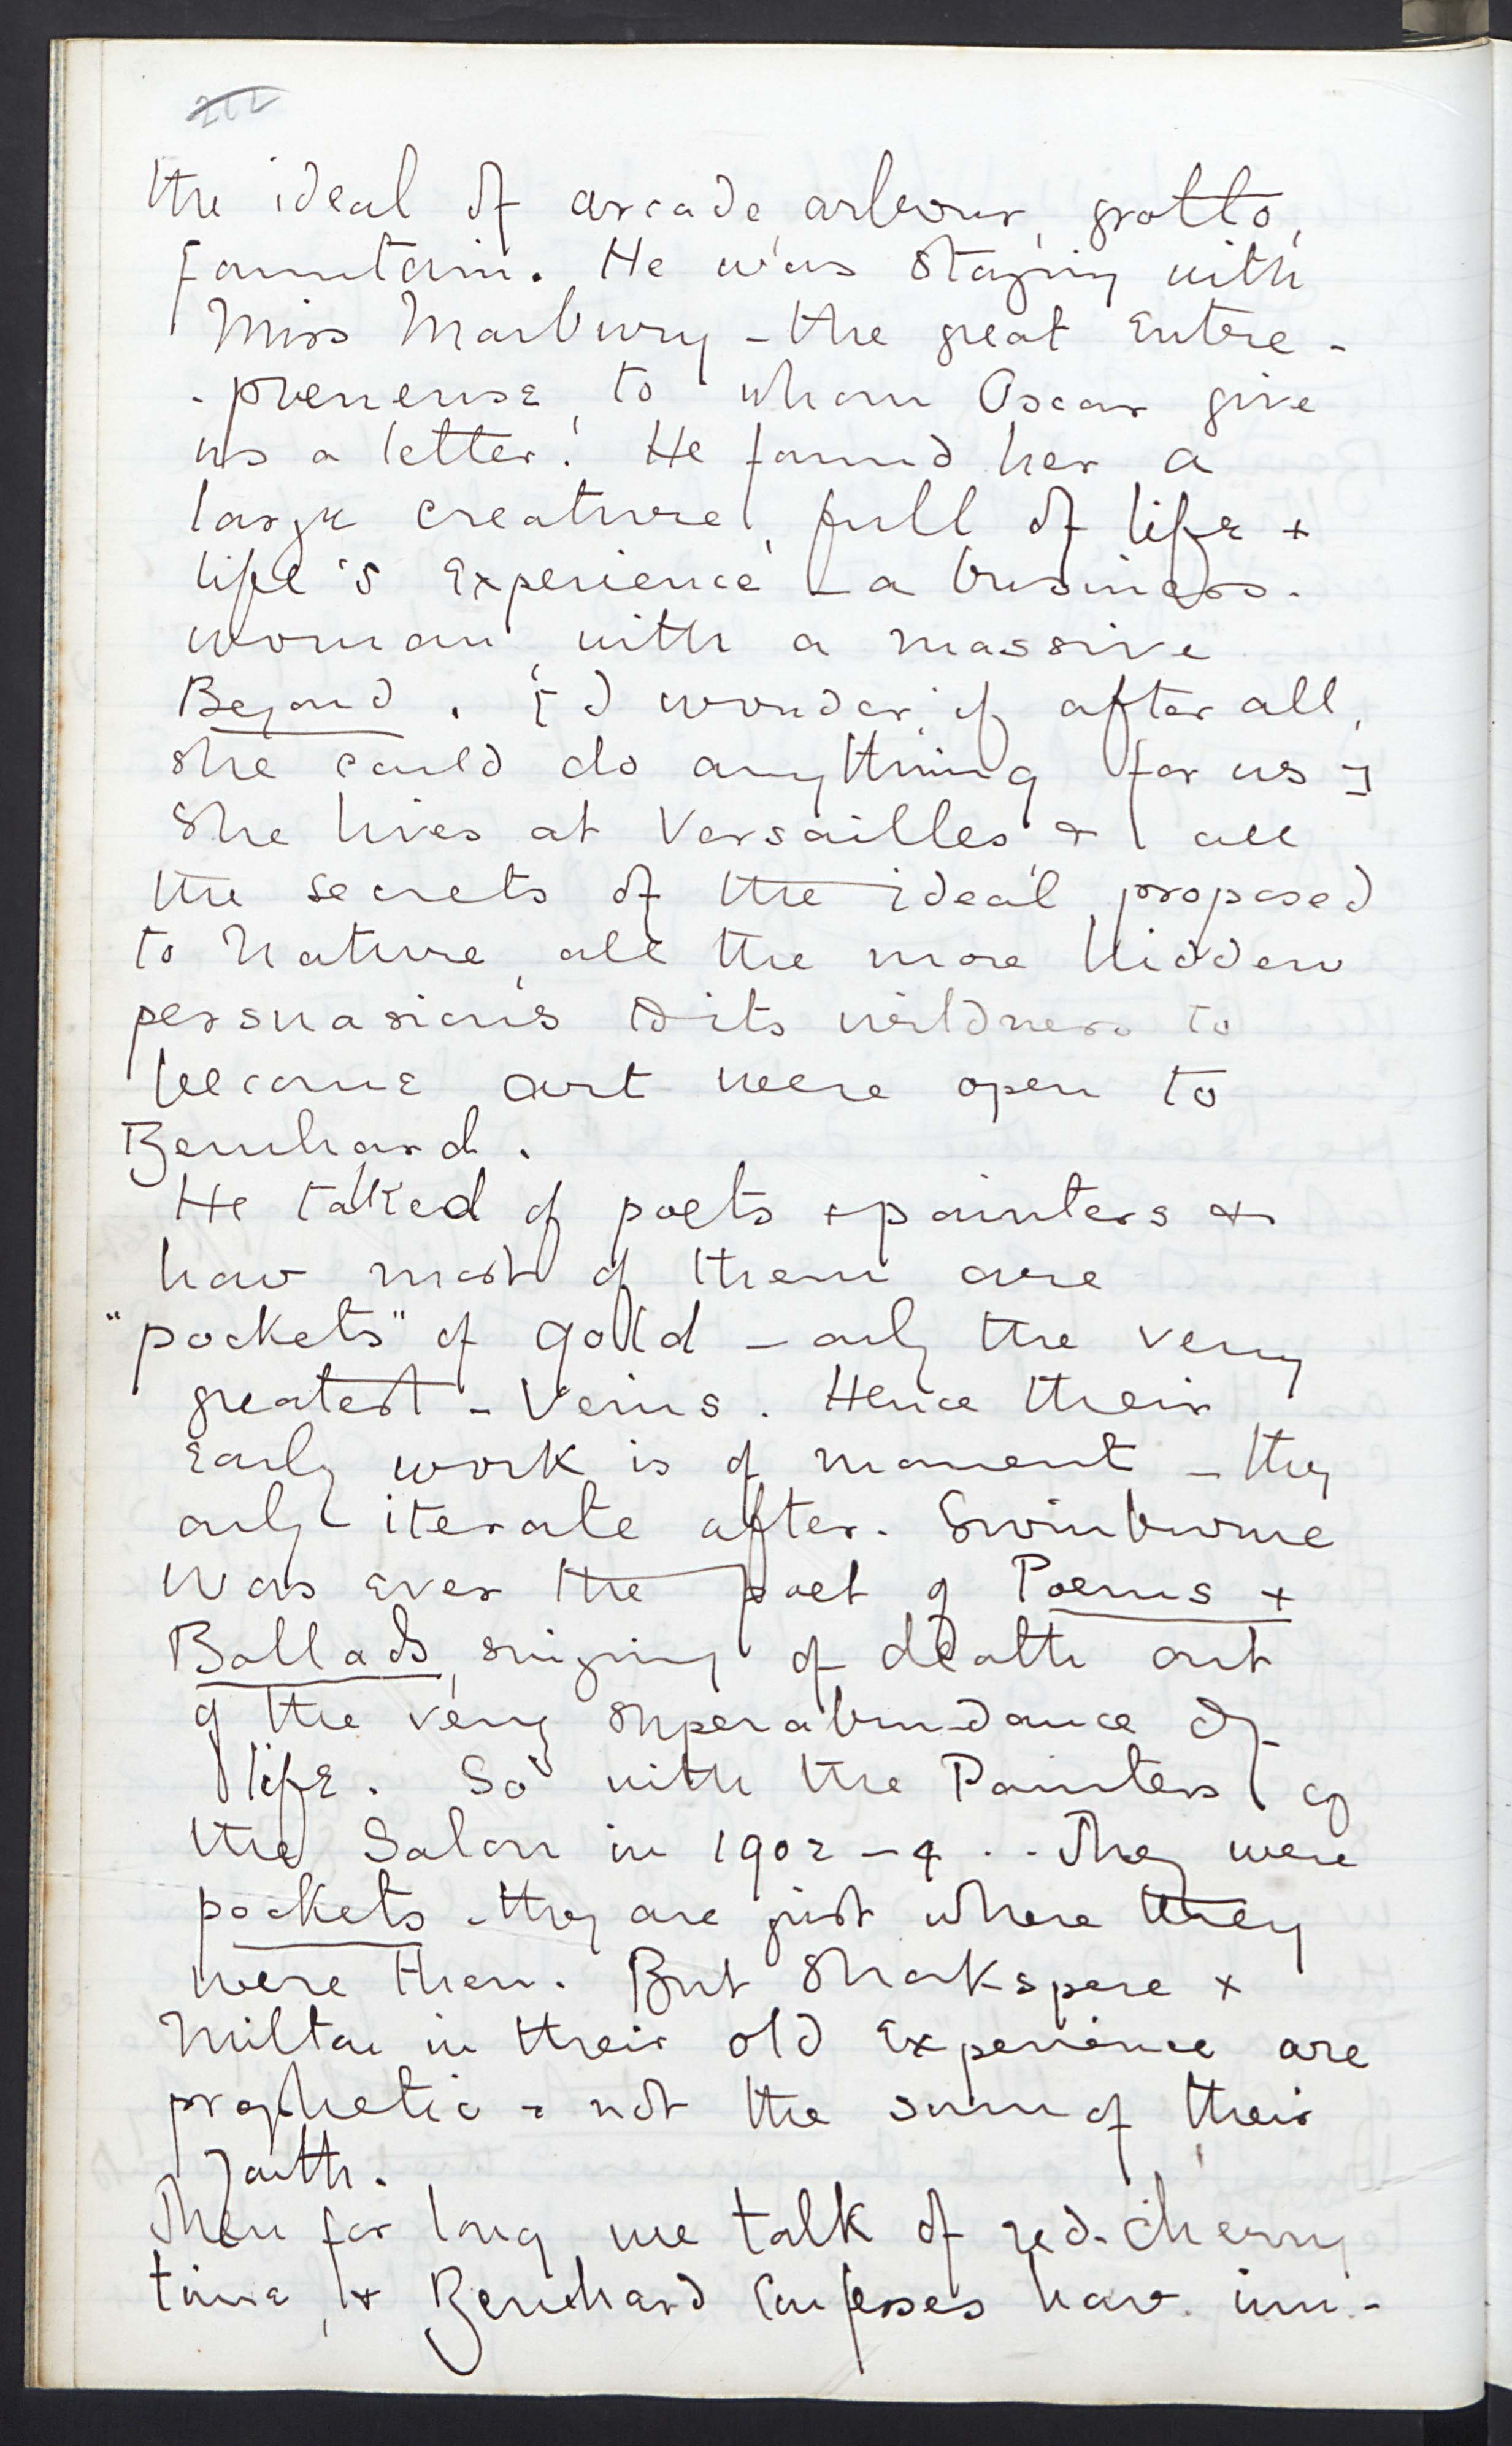 the ideal of arcade, arbour, grotto,
fountain. He was staying with
Miss Marbury - the great Entre-
-preneuse, to whom Oscar give
us a letter! He found her a
large creature, full of life +
life's Experience - a business-
woman, with a massive
Beyond. [I wonder, if after all,
she could do anything for us]
She lives at Versailles & all
the secrets of the ideal, proposed
to Nature, all the more hidden
persuasions to its wildness to
become art were open to
Bernhard.
He talked of poets & painters &
how most of them are
"pockets" of gold - only the very
greatest - Veins. Hence their
Early work is of moment - they
only iterate after. Swinburne
was Ever the poet of Poems +
Ballads, singing of death out
of the very superabundance of
life. So with the Painters of
the Salon in 1902-4.. They were
pockets - they are just where they
were then. But Shakspere +
Milton in their old Experience are
prophetic - not the sum of their
Youth.
Then for long we talk of red-cherry
time, & Bernhard Confesses how im-